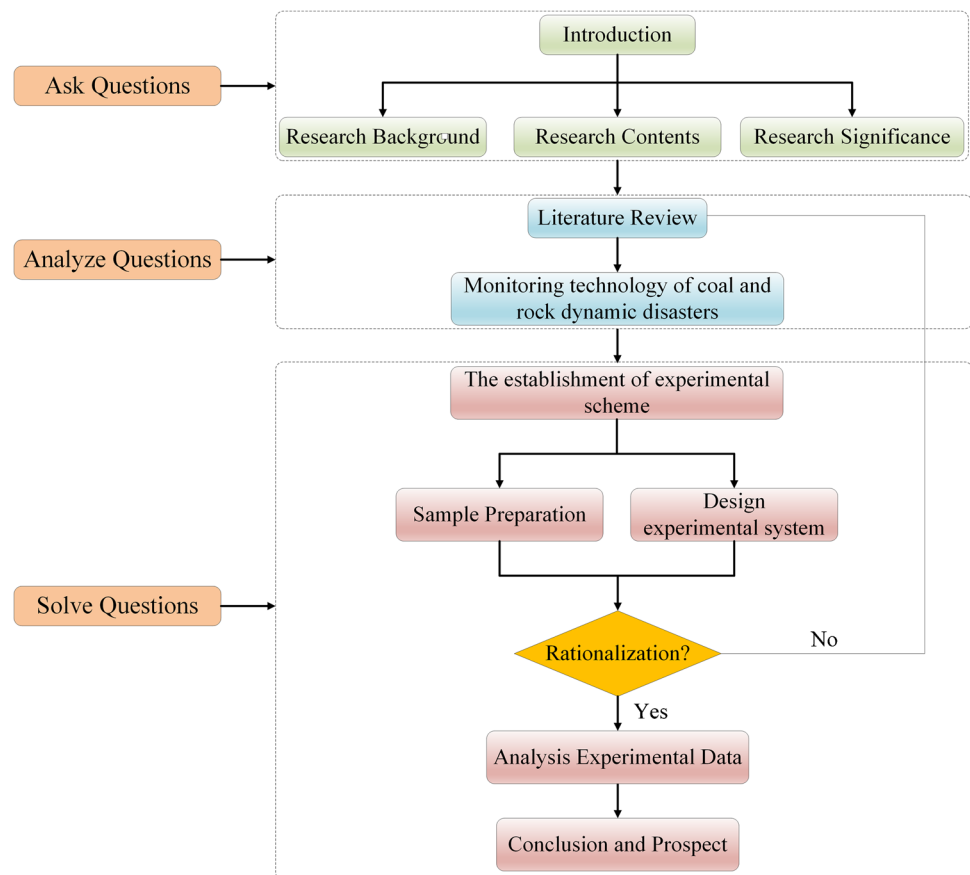 Introduction
Ask Questions
Research Background
Research Contents
Research Significance
Literature Review
Analyze Questions
Monitoring technology of coal and
rock dynamic disasters
The establishment of experimental
scheme
Sample Preparation
Design
experimental system
Solve Questions
Rationalization?
No
Yes
Analysis Experimental Data
Conclusion and Prospect